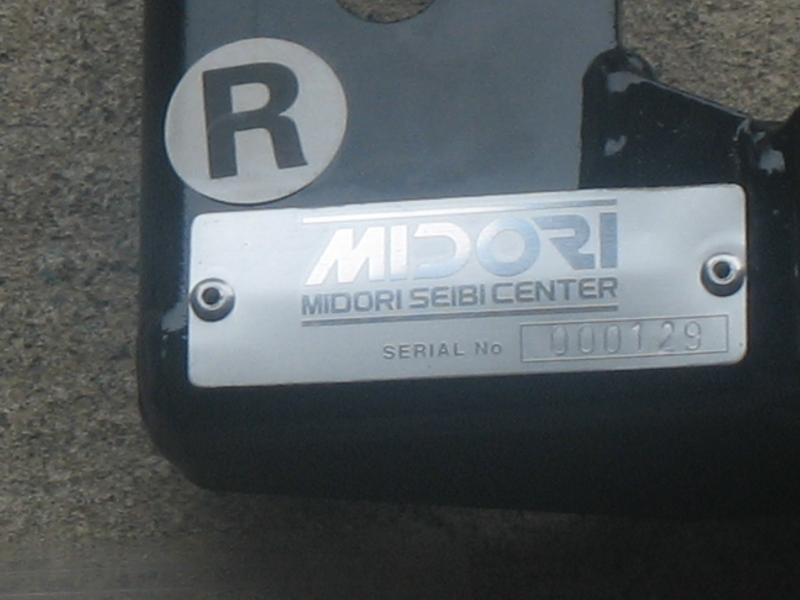 R
MIDORI
MIDORI SEIBI CENTER
SERIAL No 000129